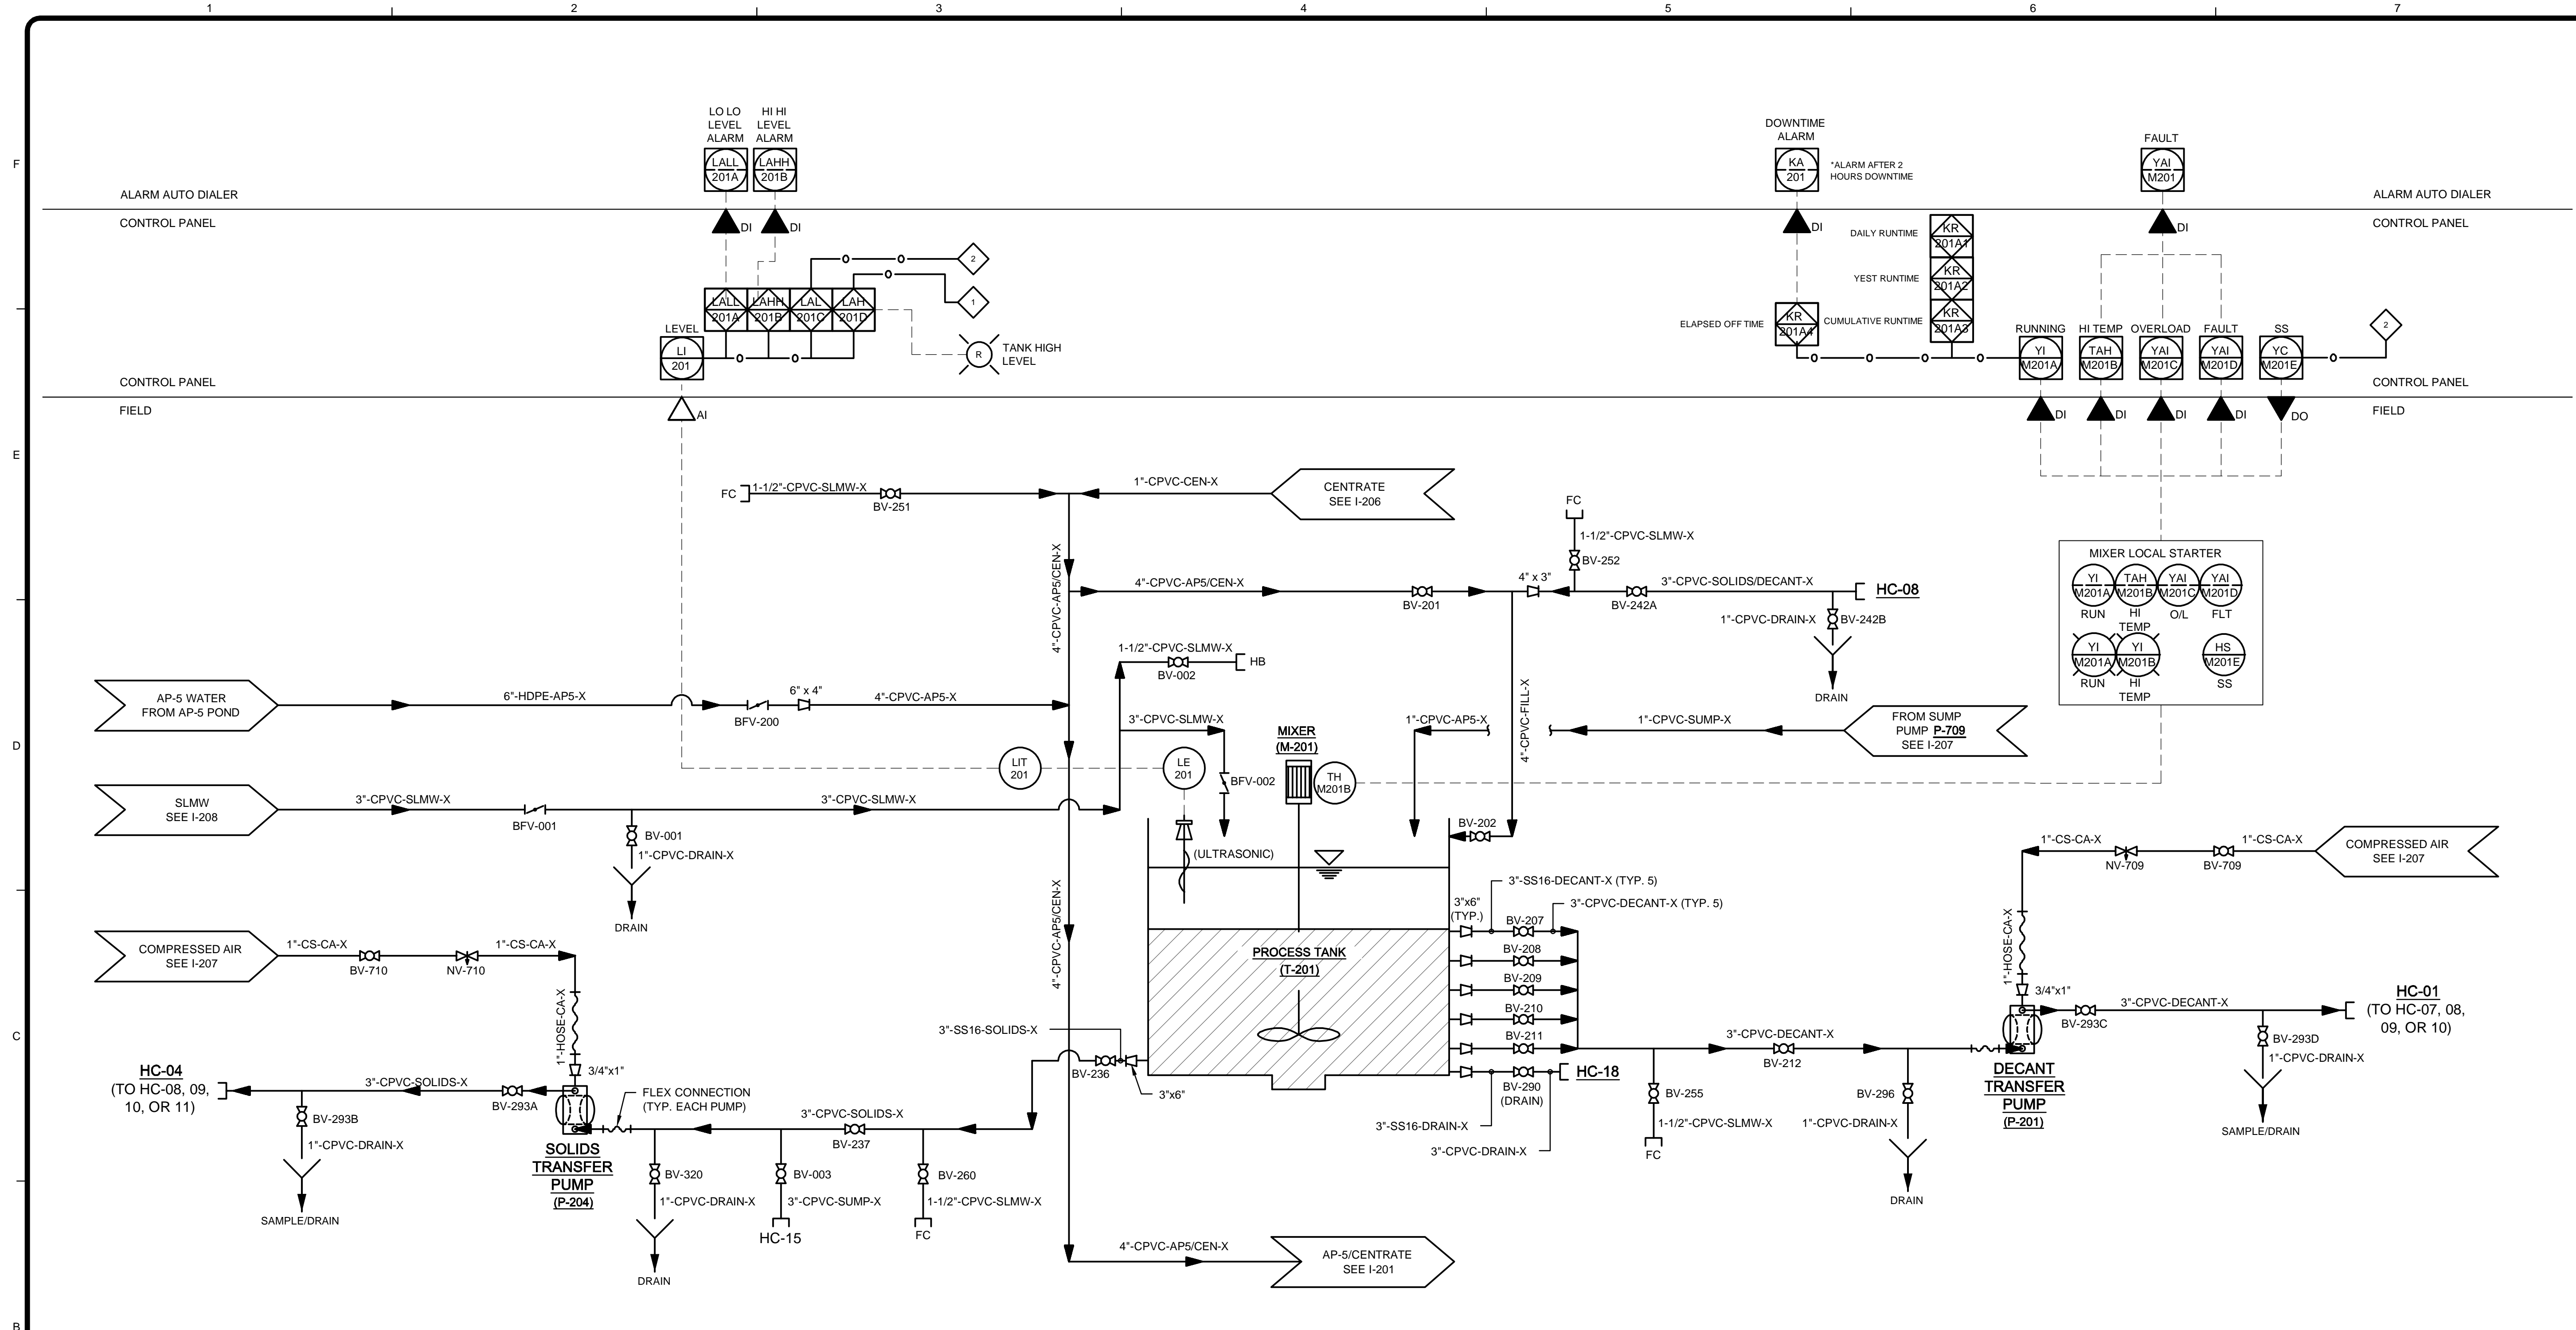 1 2 3 4 5 6 7
F
E
D
C
B
LO LO
LEVEL
ALARM
HI HI
LEVEL
ALARM
LALL
201A
LAHH
201B
DOWNTIME
ALARM
KA
201
*ALARM AFTER 2
HOURS DOWNTIME
FAULT
YAI
M201
ALARM AUTO DIALER
ALARM AUTO DIALER
CONTROL PANEL
CONTROL PANEL
DI
DI
DI
DI
DAILY RUNTIME
KR
201A1
YEST RUNTIME
KR
201A2
CUMULATIVE RUNTIME
KR
201A3
ELAPSED OFF TIME
KR
201A4
2
1
LALL
201A
LAHH
201B
LAL
201C
LAH
201D
LEVEL
LI
201
R
TANK HIGH
LEVEL
RUNNING
YI
M201A
HI TEMP
TAH
M201B
OVERLOAD
YAI
M201C
FAULT
YAI
M201D
SS
YC
M201E
2
CONTROL PANEL
CONTROL PANEL
FIELD
FIELD
AI
DI
DI
DI
DI
DO
FC
1-1/2"-CPVC-SLMW-X
BV-251
1"-CPVC-CEN-X
CENTRATE
SEE I-206
FC
1-1/2"-CPVC-SLMW-X
BV-252
4"-CPVC-AP5/CEN-X
4"-CPVC-AP5/CEN-X
BV-201
4" x 3"
3"-CPVC-SOLIDS/DECANT-X
BV-242A
HC-08
1"-CPVC-DRAIN-X
BV-242B
DRAIN
MIXER LOCAL STARTER
YI
M201A
TAH
M201B
YAI
M201C
YAI
M201D
RUN
HI
TEMP
O/L
FLT
YI
M201A
YI
M201B
HS
M201E
RUN
HI
TEMP
SS
1-1/2"-CPVC-SLMW-X
BV-002
HB
AP-5 WATER
FROM AP-5 POND
6"-HDPE-AP5-X
BFV-200
6" x 4"
4"-CPVC-AP5-X
3"-CPVC-SLMW-X
BFV-002
MIXER
(M-201)
TH
M201B
1"-CPVC-AP5-X
4"-CPVC-FILL-X
1"-CPVC-SUMP-X
FROM SUMP
PUMP P-709
SEE I-207
LIT
201
LE
201
SLMW
SEE I-208
3"-CPVC-SLMW-X
BFV-001
3"-CPVC-SLMW-X
BV-001
1"-CPVC-DRAIN-X
DRAIN
(ULTRASONIC)
BV-202
1"-CS-CA-X
NV-709
BV-709
1"-CS-CA-X
COMPRESSED AIR
SEE I-207
4"-CPVC-AP5/CEN-X
3"-SS16-DECANT-X (TYP. 5)
3"x6"
(TYP.)
3"-CPVC-DECANT-X (TYP. 5)
BV-207
BV-208
BV-209
BV-210
BV-211
BV-290
(DRAIN)
HC-18
PROCESS TANK
(T-201)
COMPRESSED AIR
SEE I-207
1"-CS-CA-X
BV-710
NV-710
1"-CS-CA-X
1"-HOSE-CA-X
1"-HOSE-CA-X
3/4"x1"
3/4"x1"
3"-SS16-SOLIDS-X
BV-236
3"x6"
3"-CPVC-DECANT-X
BV-212
BV-293C
3"-CPVC-DECANT-X
HC-01
(TO HC-07, 08,
09, OR 10)
BV-293D
1"-CPVC-DRAIN-X
SAMPLE/DRAIN
DECANT
TRANSFER
PUMP
(P-201)
HC-04
(TO HC-08, 09,
10, OR 11)
3"-CPVC-SOLIDS-X
BV-293A
BV-293B
1"-CPVC-DRAIN-X
SAMPLE/DRAIN
FLEX CONNECTION
(TYP. EACH PUMP)
SOLIDS
TRANSFER
PUMP
(P-204)
3"-CPVC-SOLIDS-X
BV-237
BV-320
1"-CPVC-DRAIN-X
DRAIN
BV-003
3"-CPVC-SUMP-X
HC-15
BV-260
1-1/2"-CPVC-SLMW-X
FC
3"-SS16-DRAIN-X
3"-CPVC-DRAIN-X
BV-255
1-1/2"-CPVC-SLMW-X
FC
BV-296
1"-CPVC-DRAIN-X
DRAIN
4"-CPVC-AP5/CEN-X
AP-5/CENTRATE
SEE I-201